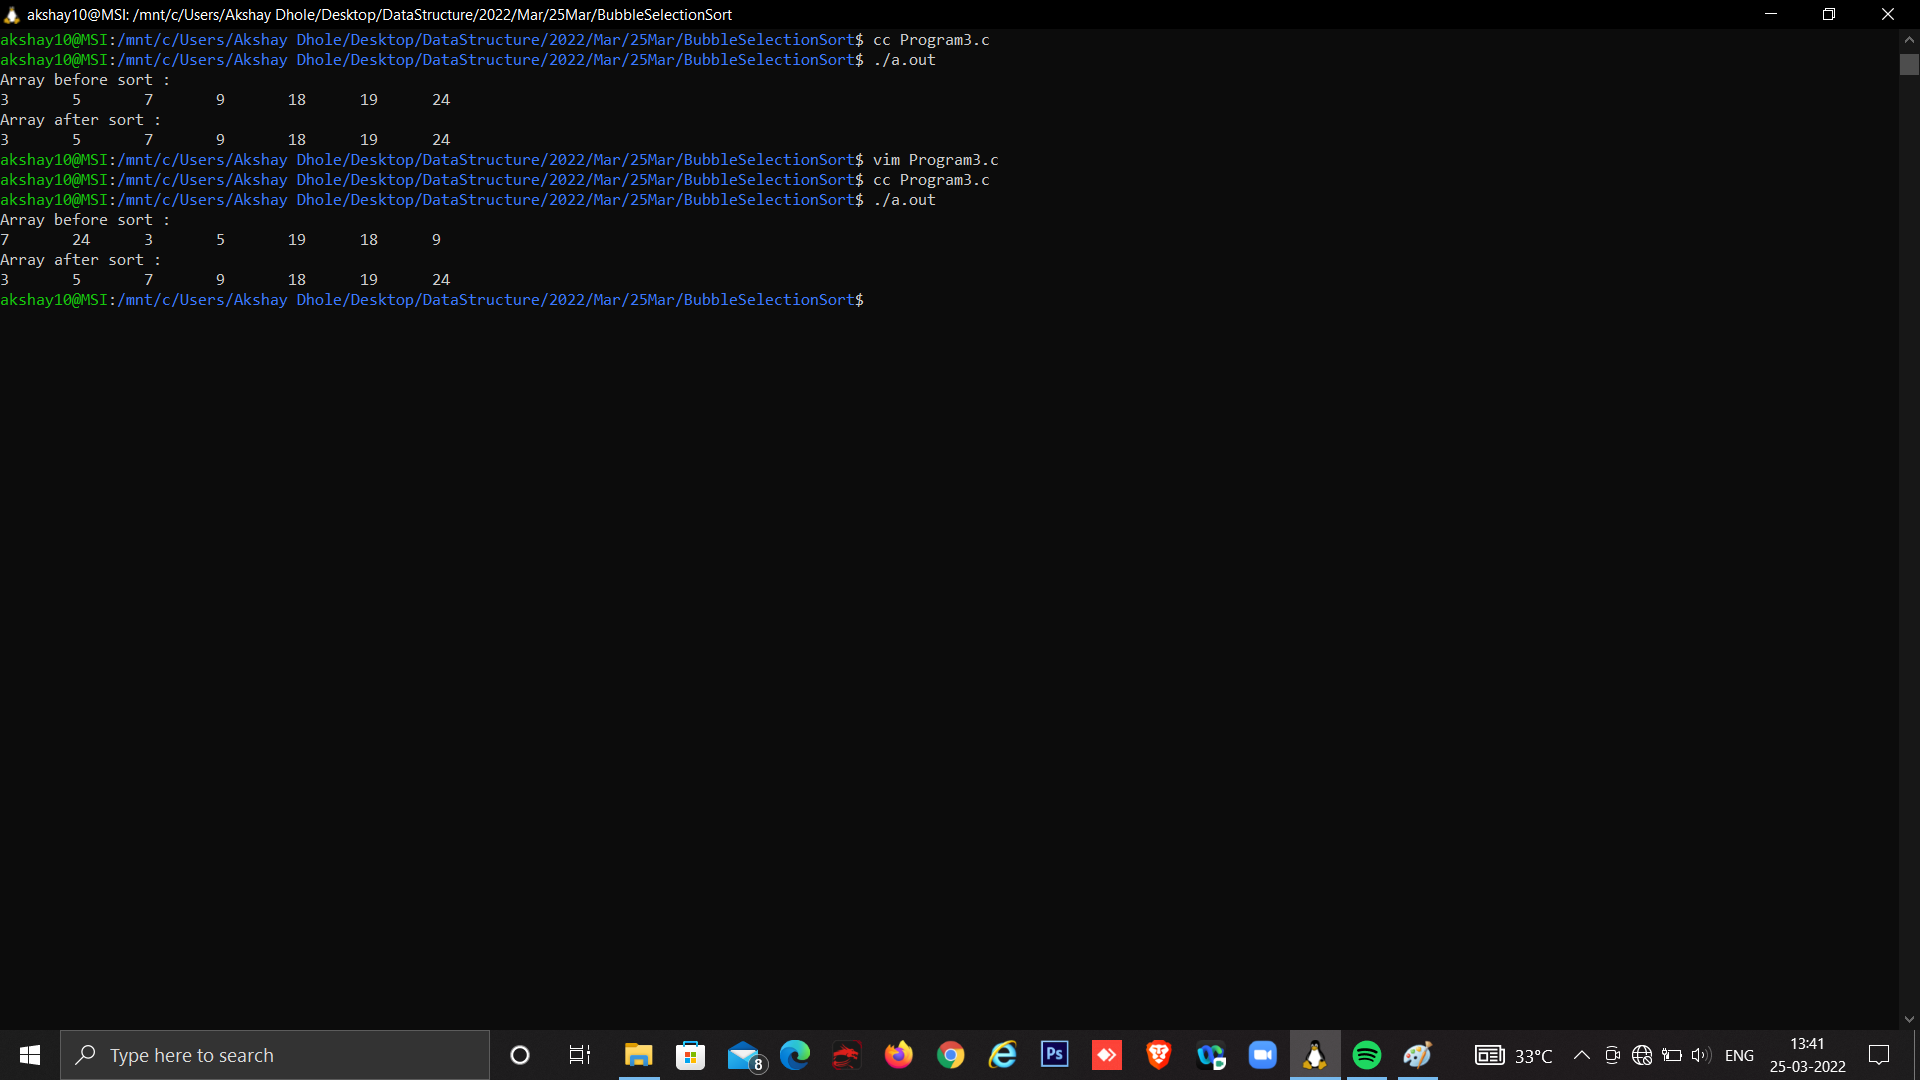 akshay10@MSI: /mnt/c/Users/Akshay Dhole/Desktop/DataStructure/2022/Mar/25Mar/BubbleSelectionSort
akshay10@MSI:/mnt/c/Users/Akshay Dhole/Desktop/DataStructure/2022/Mar/25Mar/BubbleSelectionSort$ cc Program3.c
akshay10@MSI:/mnt/c/Users/Akshay Dhole/Desktop/DataStructure/2022/Mar/25Mar/BubbleSelectionSort$ ./a.out
Array before sort :
3	5	7	9	18	19	24
Array after sort :
3	5	7	9	18	19	24
akshay10@MSI:/mnt/c/Users/Akshay Dhole/Desktop/DataStructure/2022/Mar/25Mar/BubbleSelectionSort$ vim Program3.c
akshay10@MSI:/mnt/c/Users/Akshay Dhole/Desktop/DataStructure/2022/Mar/25Mar/BubbleSelectionSort$ cc Program3.c
akshay10@MSI:/mnt/c/Users/Akshay Dhole/Desktop/DataStructure/2022/Mar/25Mar/BubbleSelectionSort$ ./a.out
Array before sort :
7	24	3	5	19	18	9
Array after sort :
3	5	7	9	18	19	24
akshay10@MSI:/mnt/c/Users/Akshay Dhole/Desktop/DataStructure/2022/Mar/25Mar/BubbleSelectionSort$
Type here to search
8
Ps
33°C
ENG
13:41
25-03-2022